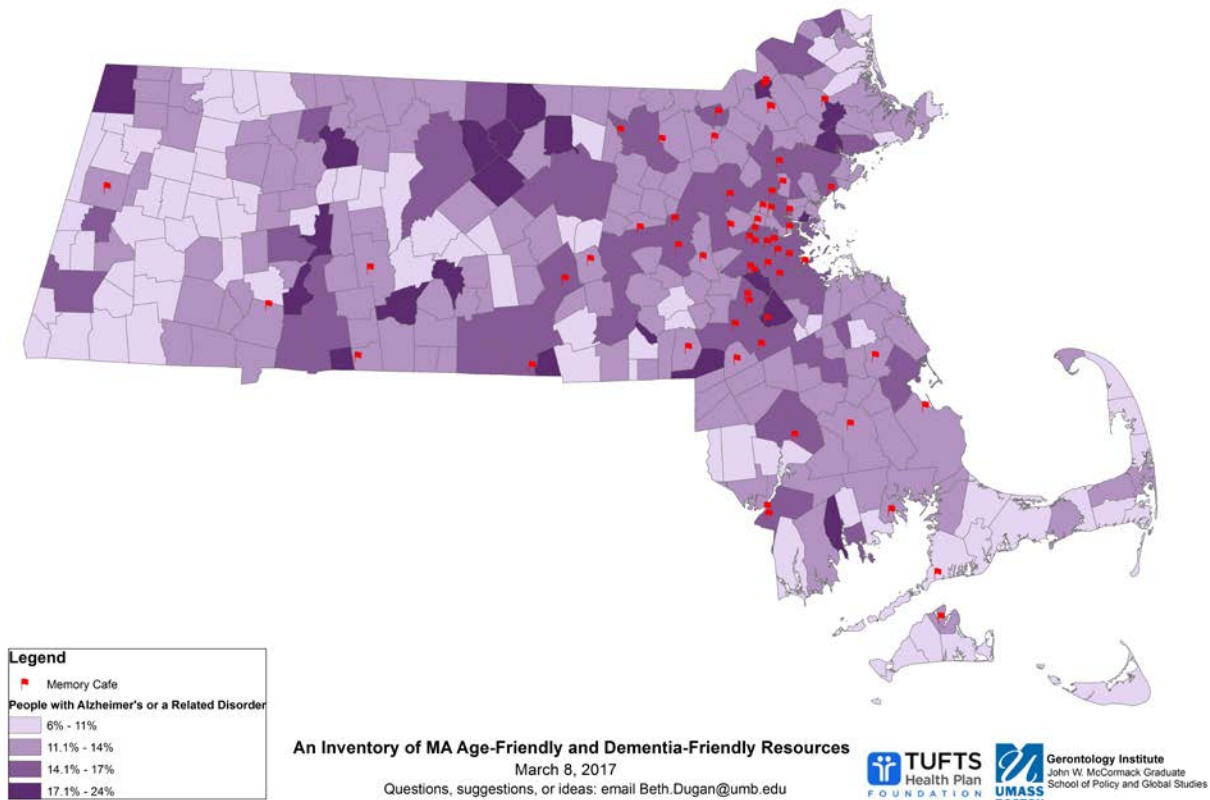 Legend
Memory Cafe
People with Alzheimer's or a Related Disorder
6% - 11%
11.1% - 14%
14.1% - 17%
17.1% - 24%
An Inventory of MA Age-Friendly and Dementia-Friendly Resources
March 8, 2017
Questions, suggestions, or ideas: email Beth.Dugan@umb.edu
TUFTS
Health Plan
FOUNDATION
UMASS
Gerontology Institute
John W. McCormack Graduate
School of Policy and Global Studies